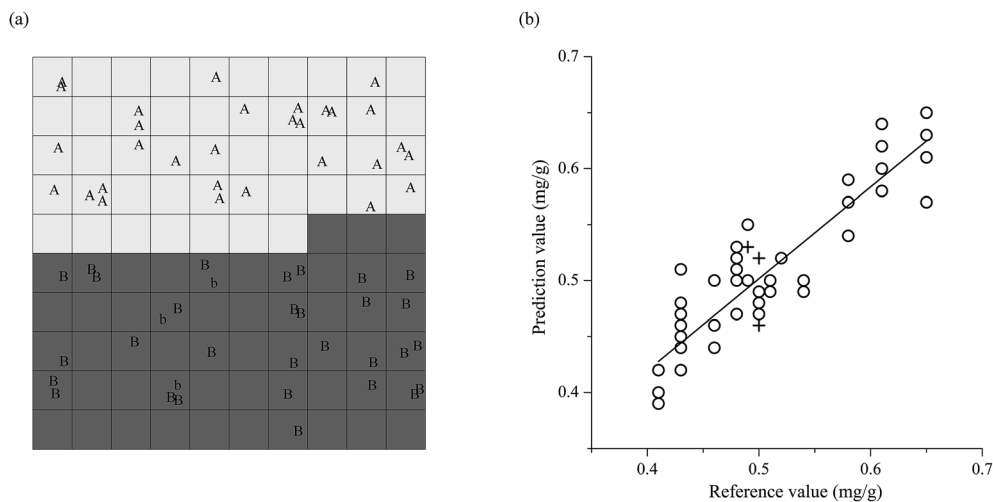 (a)
(b)
A A A A
A A A A A A A A A
A A A A A A A A
A A A A A A A A A
B B B B b B B B B
B b B B B B
B B B B B B B B
B B b B B B B B B
B
0.7
0.6
0.5
0.4
Prediction value (mg/g)
0.4 0.5 0.6 0.7
Reference value (mg/g)